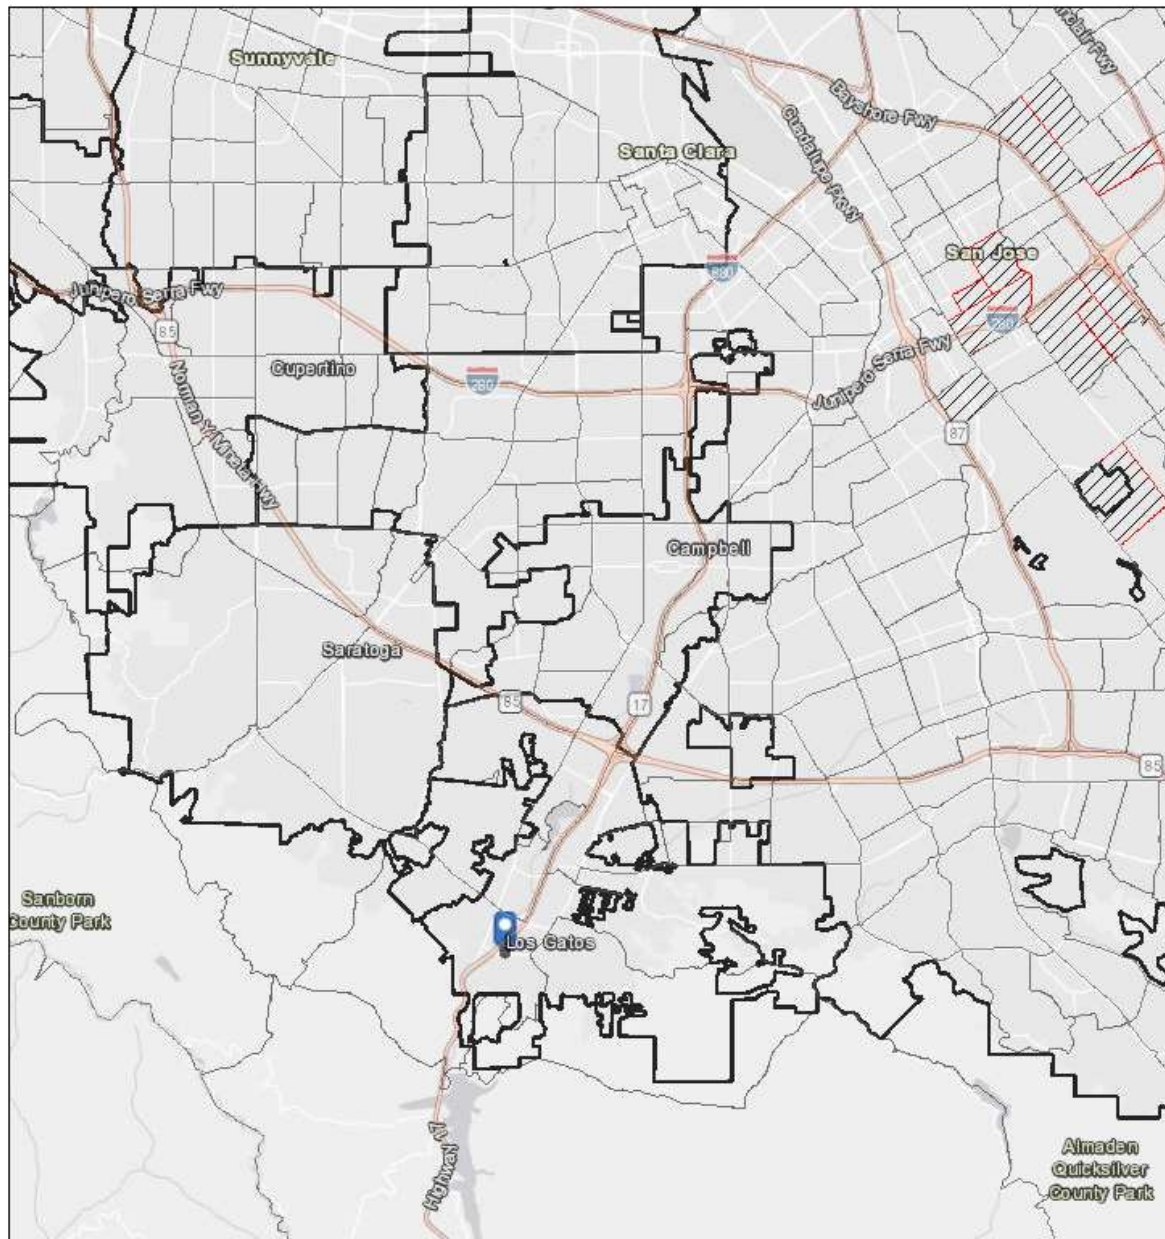 Sunnyvale
Bayshore Fwy
Santa Clara
Guadalupe Pkwy
San Jose
880
Junipero Serra Fwy
85
280
Cupertino
280
Junipero Serra Fwy
Norman Y Mineta Hwy
87
Campbell
Saratoga
85
17
85
Sanborn
County Park
Los Gatos
Highway 17
Almaden
Quicksilver
County Park